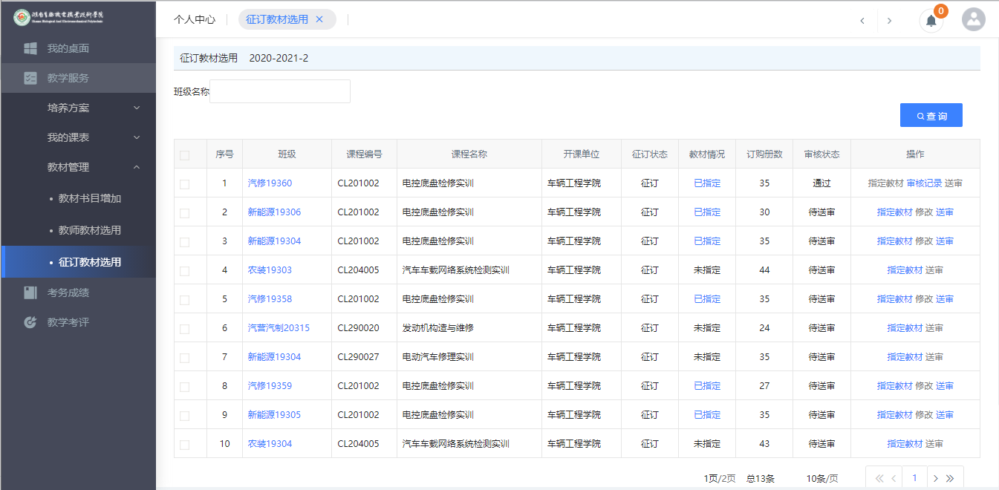 湖南生物机电职业技术学院
Hunan Biological And Electromechanical Polytechnic
个人中心 征订教材选用 ×
0
我的桌面
教学服务
培养方案
我的课表
教材管理
• 教材书目增加
• 教师教材选用
• 征订教材选用
考务成绩
教学考评
征订教材选用 2020-2021-2
班级名称
查 询
序号 班级 课程编号 课程名称 开课单位 征订状态 教材情况 订购册数 审核状态 操作
1 汽修19360 CL201002 电控底盘检修实训 车辆工程学院 征订 已指定 35 通过 指定教材 审核记录 送审
2 新能源19306 CL201002 电控底盘检修实训 车辆工程学院 征订 已指定 30 待送审 指定教材 修改 送审
3 新能源19304 CL201002 电控底盘检修实训 车辆工程学院 征订 已指定 35 待送审 指定教材 修改 送审
4 农装19303 CL204005 汽车车载网络系统检测实训 车辆工程学院 征订 未指定 44 待送审 指定教材 送审
5 汽修19358 CL201002 电控底盘检修实训 车辆工程学院 征订 已指定 35 待送审 指定教材 修改 送审
6 汽营汽制20315 CL290020 发动机构造与维修 车辆工程学院 征订 未指定 24 待送审 指定教材 送审
7 新能源19304 CL290027 电动汽车修理实训 车辆工程学院 征订 未指定 35 待送审 指定教材 送审
8 汽修19359 CL201002 电控底盘检修实训 车辆工程学院 征订 已指定 27 待送审 指定教材 修改 送审
9 新能源19305 CL201002 电控底盘检修实训 车辆工程学院 征订 已指定 35 待送审 指定教材 修改 送审
10 农装19304 CL204005 汽车车载网络系统检测实训 车辆工程学院 征订 未指定 43 待送审 指定教材 送审
1页/2页 总13条 10条/页 1